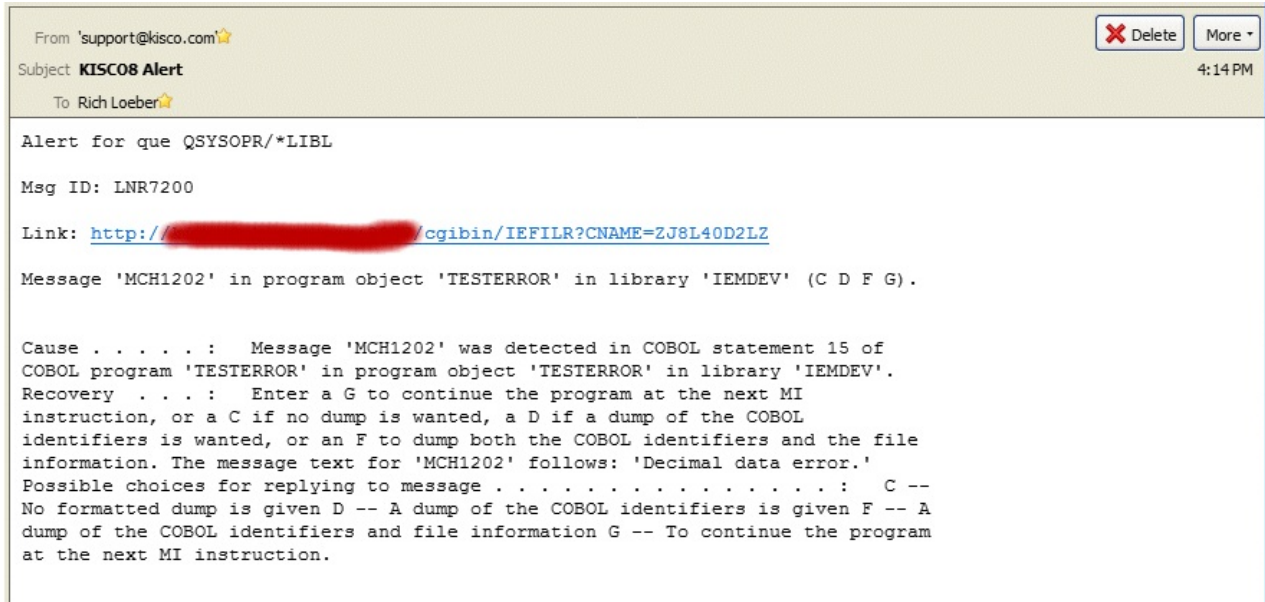 From 'support@kisco.com'
Delete
More
Subject KISCO8 Alert
4:14 PM
To Rich Loeber
Alert for que QSYSOPR/*LIBL
Msg ID: LNR7200
Link: http://
/cgibin/IEFILR?CNAME=ZJ8L40D2LZ
Message 'MCH1202' in program object 'TESTERROR' in library 'IEMDEV' (C D F G).
Cause . . . . . :   Message 'MCH1202' was detected in COBOL statement 15 of
COBOL program 'TESTERROR' in program object 'TESTERROR' in library 'IEMDEV'.
Recovery  . . . :   Enter a G to continue the program at the next MI
instruction, or a C if no dump is wanted, a D if a dump of the COBOL
identifiers is wanted, or an F to dump both the COBOL identifiers and the file
information. The message text for 'MCH1202' follows: 'Decimal data error.'
Possible choices for replying to message . . . . . . . . . . . . . . . . :   C --
No formatted dump is given D -- A dump of the COBOL identifiers is given F -- A
dump of the COBOL identifiers and file information G -- To continue the program
at the next MI instruction.